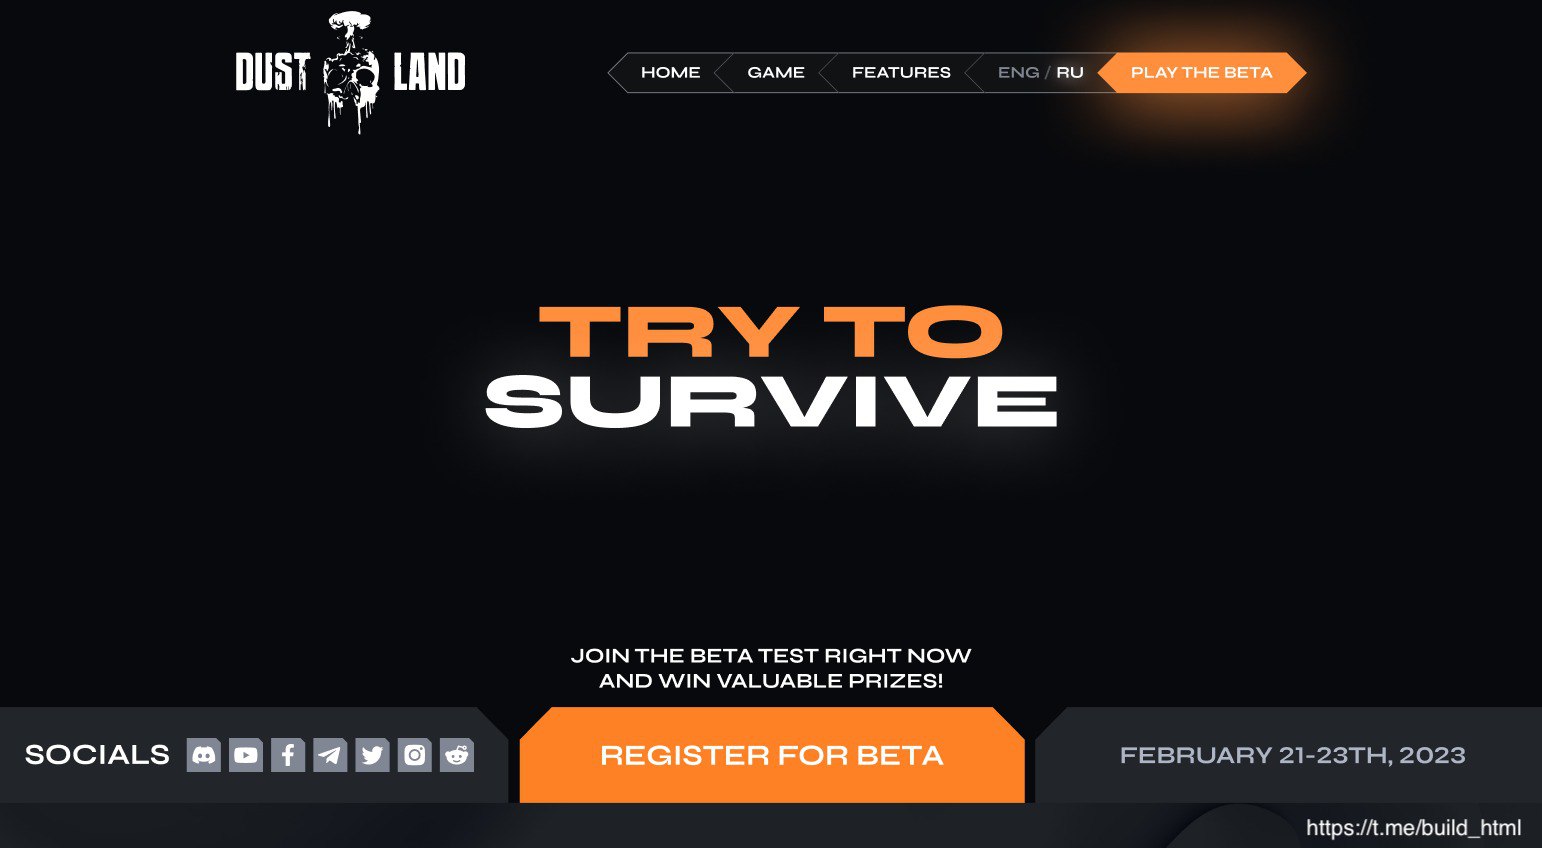 DUST LAND
HOME
GAME
FEATURES
ENG / RU
PLAY THE BETA
TRY TO
SURVIVE
JOIN THE BETA TEST RIGHT NOW
AND WIN VALUABLE PRIZES!
SOCIALS
REGISTER FOR BETA
FEBRUARY 21-23TH, 2023
https://t.me/build_html